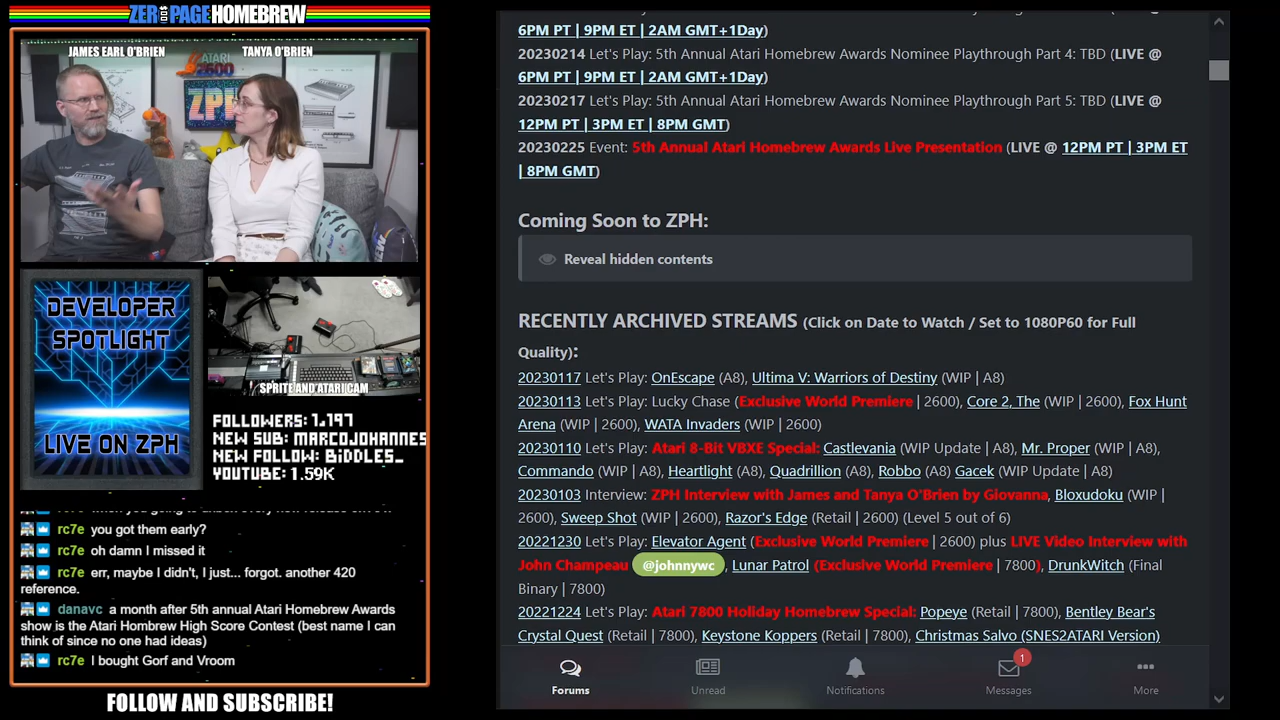 ZEROPAGE HOMEBREW
JAMES EARL O'BRIEN
TANYA O'BRIEN
ATARI
2600
ZPH
DEVELOPER
SPOTLIGHT
LIVE ON ZPH
SPRITE AND ATARI CAM
FOLLOWERS: 1,197
NEW SUB: MARCOJOHANNES
NEW FOLLOW: BiDDLES_
YOUTUBE: 1.59K
rc7e you got them early?
rc7e oh damn I missed it
rc7e err, maybe I didn't, I just... forgot. another 420
reference.
danavc a month after 5th annual Atari Homebrew Awards
show is the Atari Hombrew High Score Contest (best name I can
think of since no one had ideas)
rc7e I bought Gorf and Vroom
FOLLOW AND SUBSCRIBE!
6PM PT | 9PM ET | 2AM GMT+1Day)
20230214 Let's Play: 5th Annual Atari Homebrew Awards Nominee Playthrough Part 4: TBD (LIVE @
6PM PT | 9PM ET | 2AM GMT+1Day)
20230217 Let's Play: 5th Annual Atari Homebrew Awards Nominee Playthrough Part 5: TBD (LIVE @
12PM PT | 3PM ET | 8PM GMT)
20230225 Event: 5th Annual Atari Homebrew Awards Live Presentation (LIVE @ 12PM PT | 3PM ET
| 8PM GMT)
Coming Soon to ZPH:
Reveal hidden contents
RECENTLY ARCHIVED STREAMS (Click on Date to Watch / Set to 1080P60 for Full
Quality):
20230117 Let's Play: OnEscape (A8), Ultima V: Warriors of Destiny (WIP | A8)
20230113 Let's Play: Lucky Chase (Exclusive World Premiere | 2600), Core 2, The (WIP | 2600), Fox Hunt
Arena (WIP | 2600), WATA Invaders (WIP | 2600)
20230110 Let's Play: Atari 8-Bit VBXE Special: Castlevania (WIP Update | A8), Mr. Proper (WIP | A8),
Commando (WIP | A8), Heartlight (A8), Quadrillion (A8), Robbo (A8) Gacek (WIP Update | A8)
20230103 Interview: ZPH Interview with James and Tanya O'Brien by Giovanna, Bloxudoku (WIP |
2600), Sweep Shot (WIP | 2600), Razor's Edge (Retail | 2600) (Level 5 out of 6)
20221230 Let's Play: Elevator Agent (Exclusive World Premiere | 2600) plus LIVE Video Interview with
John Champeau @johnnywc, Lunar Patrol (Exclusive World Premiere | 7800), DrunkWitch (Final
Binary | 7800)
20221224 Let's Play: Atari 7800 Holiday Homebrew Special: Popeye (Retail | 7800), Bentley Bear's
Crystal Quest (Retail | 7800), Keystone Koppers (Retail | 7800), Christmas Salvo (SNES2ATARI Version)
1
Forums
Unread
Notifications
Messages
More